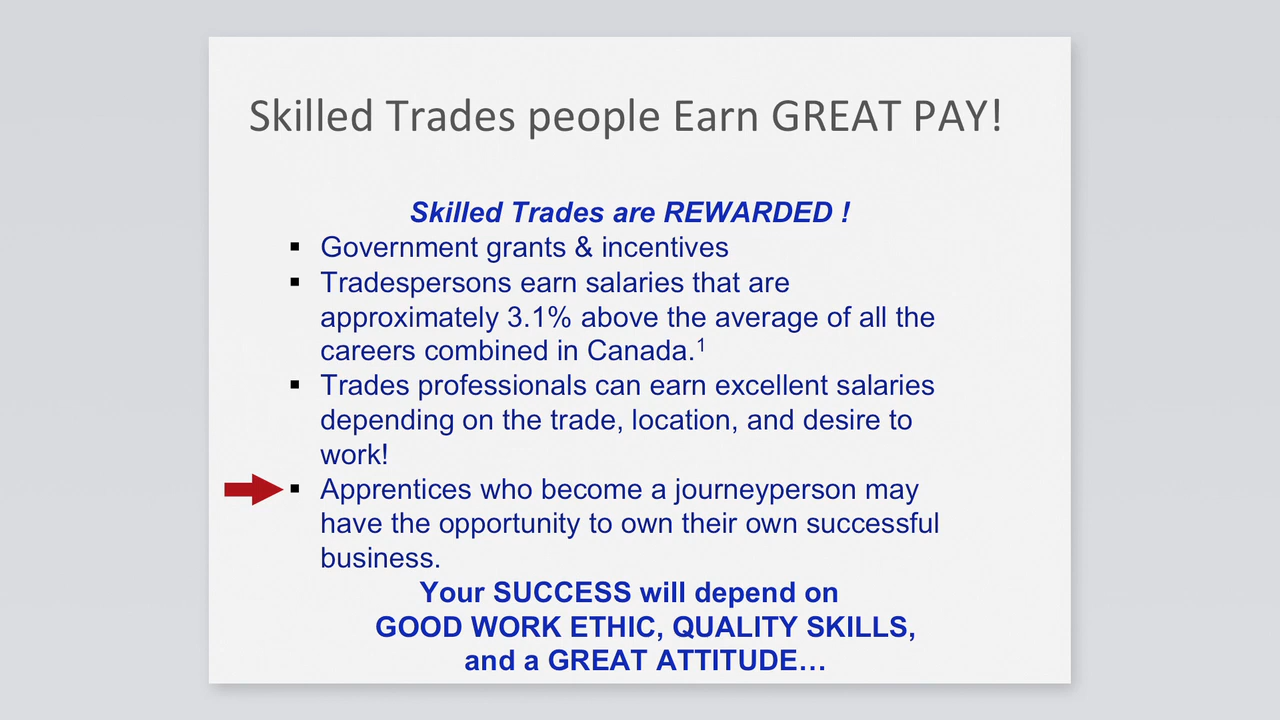 Skilled Trades people Earn GREAT PAY!
Skilled Trades are REWARDED !
▪ Government grants & incentives
▪ Tradespersons earn salaries that are
approximately 3.1% above the average of all the
careers combined in Canada.¹
▪ Trades professionals can earn excellent salaries
depending on the trade, location, and desire to
work!
▪ Apprentices who become a journeyperson may
have the opportunity to own their own successful
business.
Your SUCCESS will depend on
GOOD WORK ETHIC, QUALITY SKILLS,
and a GREAT ATTITUDE…